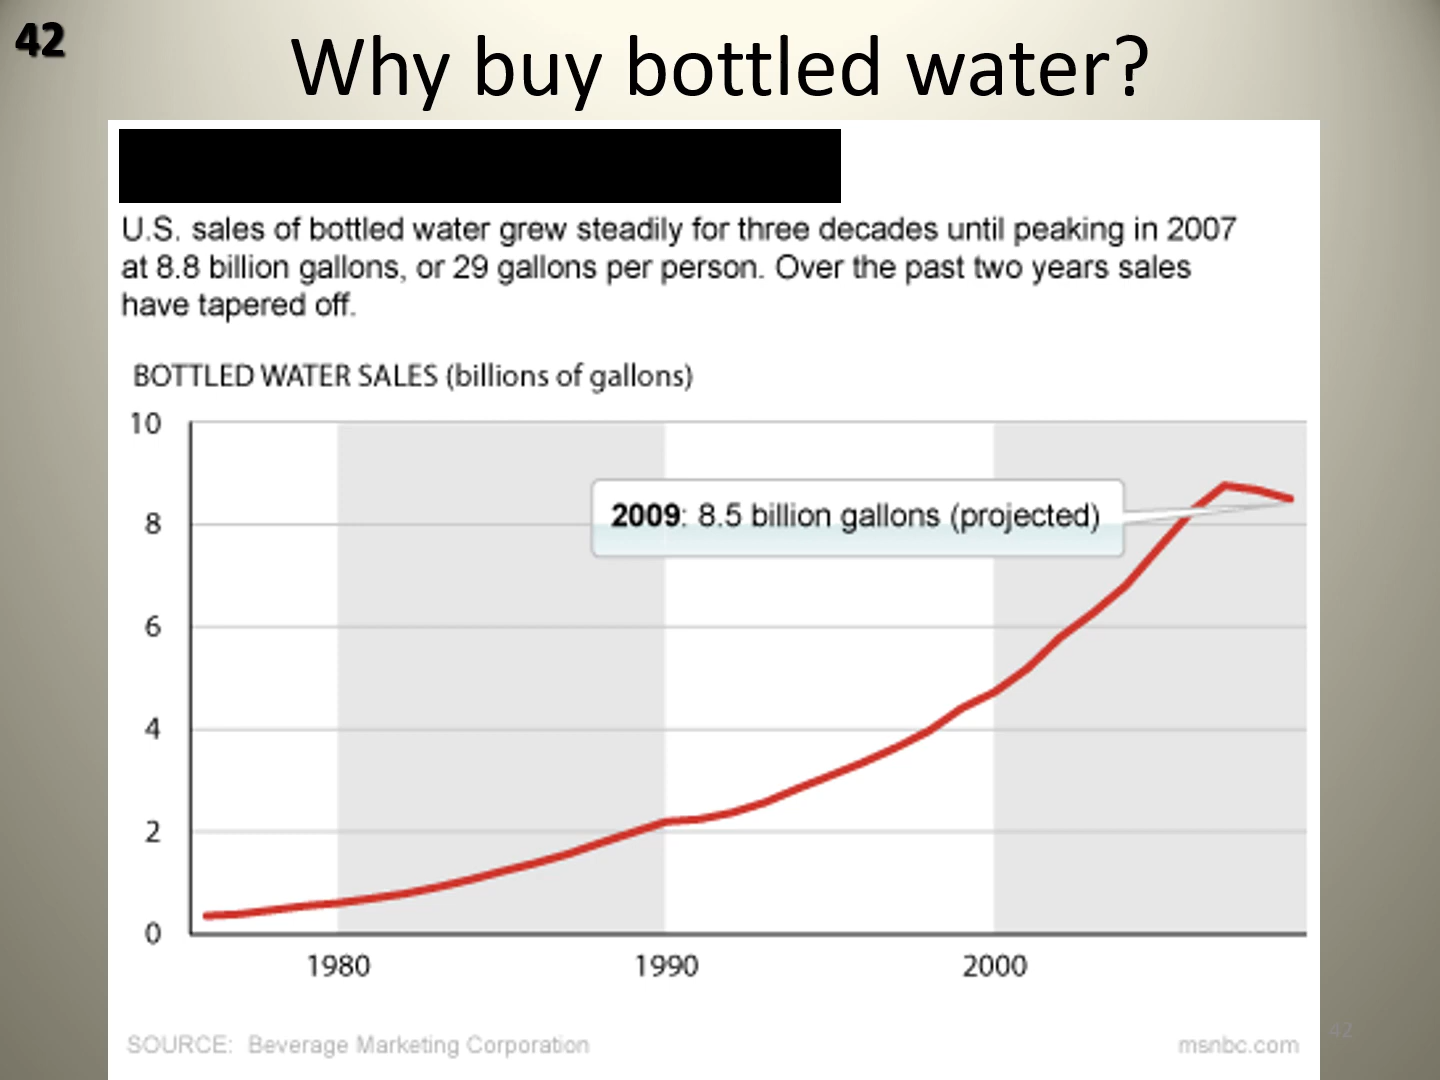 42
Why buy bottled water?
U.S. sales of bottled water grew steadily for three decades until peaking in 2007
at 8.8 billion gallons, or 29 gallons per person. Over the past two years sales
have tapered off.
BOTTLED WATER SALES (billions of gallons)
10
2009: 8.5 billion gallons (projected)
8
6
4
2
0
1980 1990 2000
SOURCE: Beverage Marketing Corporation msnbc.com
42